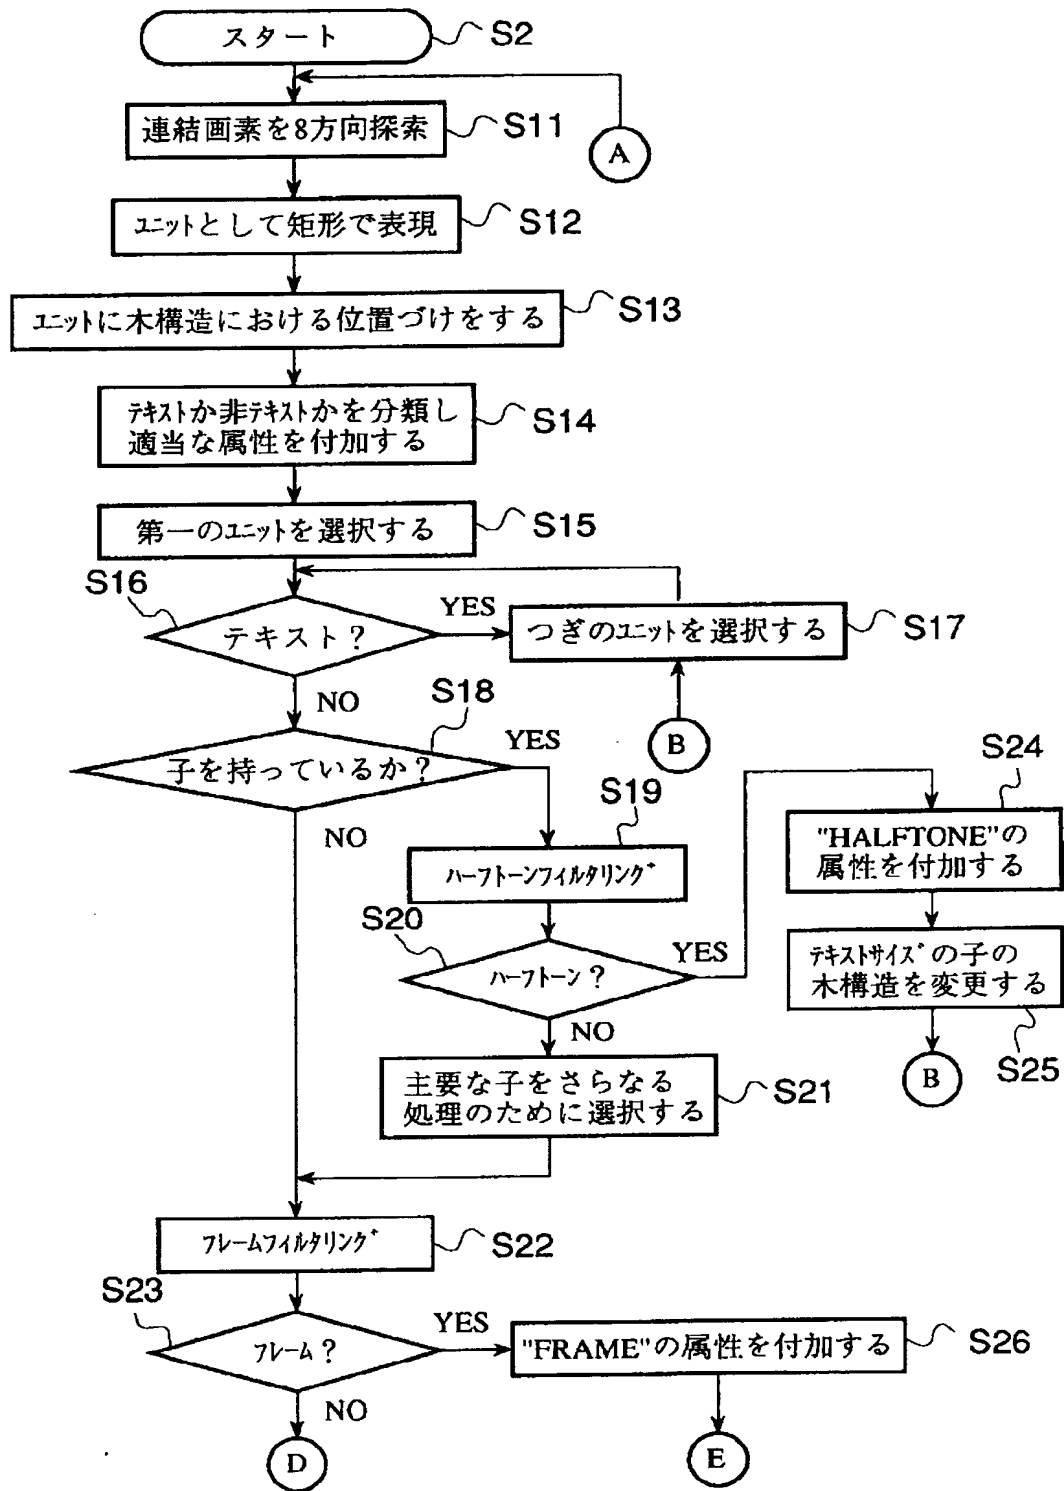 スタート
S2
A
連結画素を8方向探索
S11
ユニットとして矩形で表現
S12
ユニットに木構造における位置づけをする
S13
テキストか非テキストかを分類し
適当な属性を付加する
S14
第一のユニットを選択する
S15
S16
テキスト?
YES
NO
つぎのユニットを選択する
S17
B
S18
子を持っているか?
YES
NO
S19
ハーフトーンフィルタリング
S20
ハーフトーン?
YES
NO
S24
"HALFTONE"の
属性を付加する
テキストサイズの子の
木構造を変更する
S25
B
主要な子をさらなる
処理のために選択する
S21
フレームフィルタリング
S22
S23
フレーム?
YES
NO
"FRAME"の属性を付加する
S26
D
E